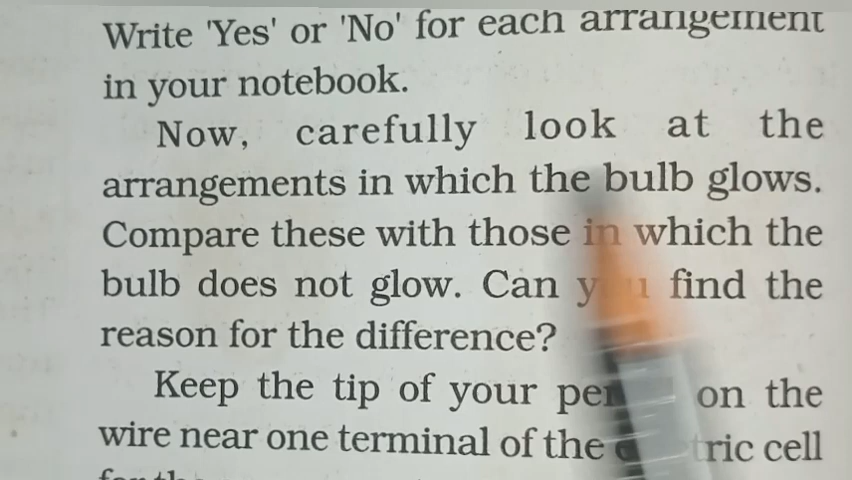 Write 'Yes' or 'No' for each arrangement
in your notebook.
Now, carefully look at the
arrangements in which the bulb glows.
Compare these with those in which the
bulb does not glow. Can find the
reason for the difference?
Keep the tip of your on the
wire near one terminal of the cell